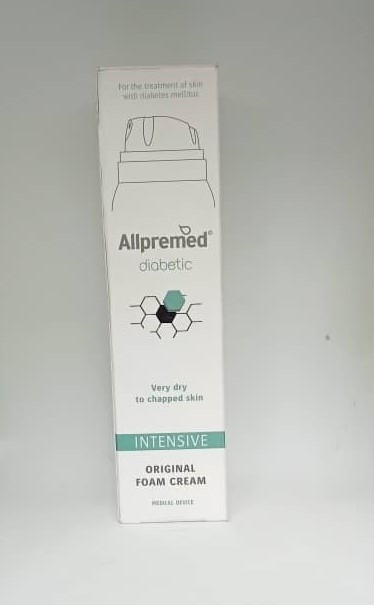 For the treatment of skin
with diabetes mellitus
Allpremed®
diabetic
Very dry
to chapped skin
INTENSIVE
ORIGINAL
FOAM CREAM
MEDICAL DEVICE